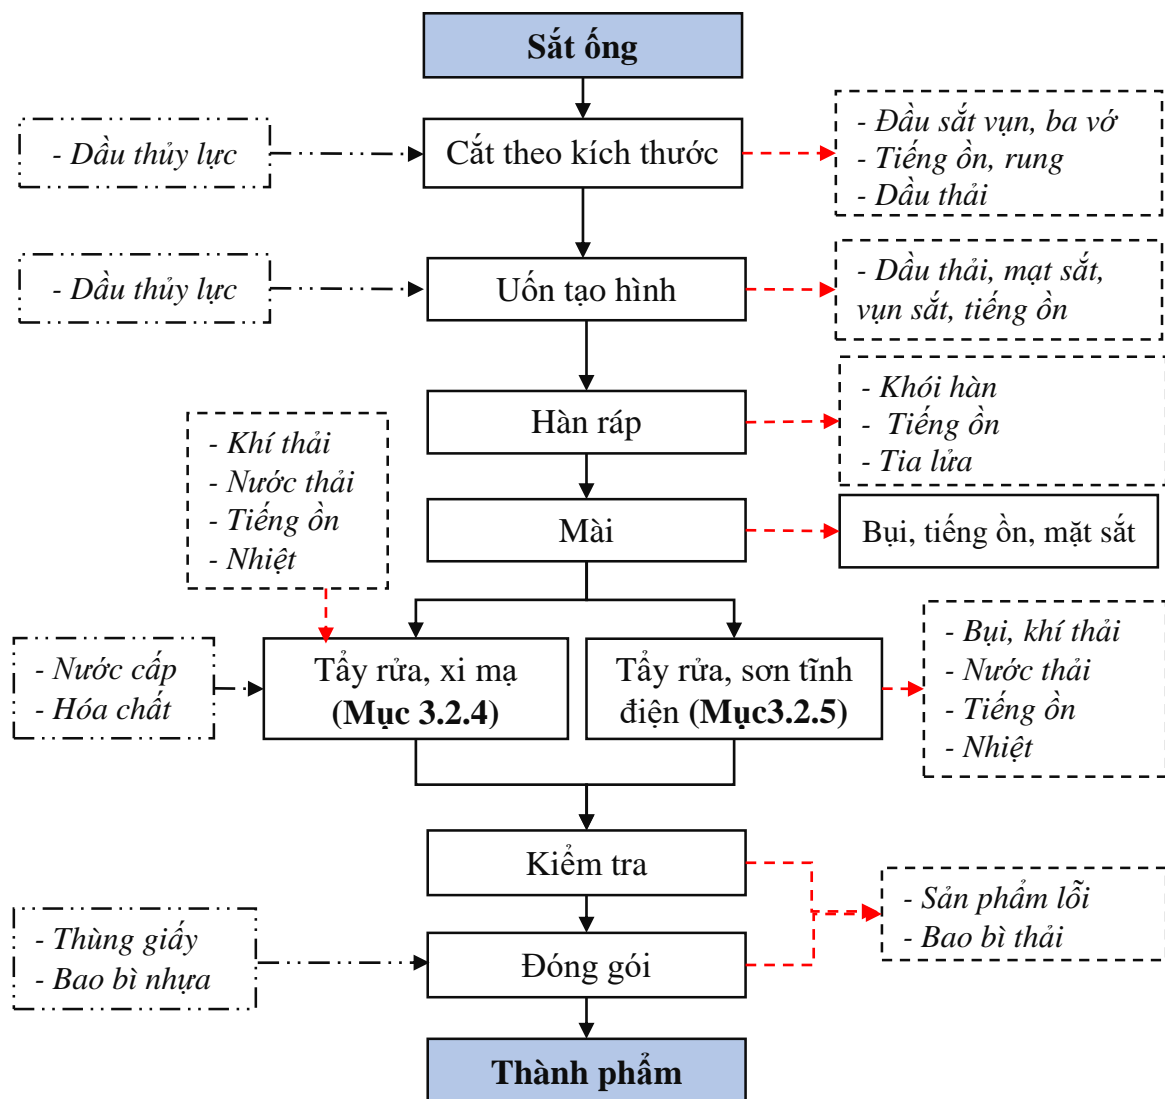 Sắt ống
- Dầu thủy lực
Cắt theo kích thước
- Đầu sắt vụn, ba vớ
- Tiếng ồn, rung
- Dầu thải
- Dầu thủy lực
Uốn tạo hình
- Dầu thải, mạt sắt,
vụn sắt, tiếng ồn
Hàn ráp
- Khói hàn
- Tiếng ồn
- Tia lửa
- Khí thải
- Nước thải
- Tiếng ồn
- Nhiệt
Mài
Bụi, tiếng ồn, mặt sắt
- Nước cấp
- Hóa chất
Tẩy rửa, xi mạ
(Mục 3.2.4)
Tẩy rửa, sơn tĩnh
điện (Mục3.2.5)
- Bụi, khí thải
- Nước thải
- Tiếng ồn
- Nhiệt
Kiểm tra
- Sản phẩm lỗi
- Bao bì thải
- Thùng giấy
- Bao bì nhựa
Đóng gói
Thành phẩm